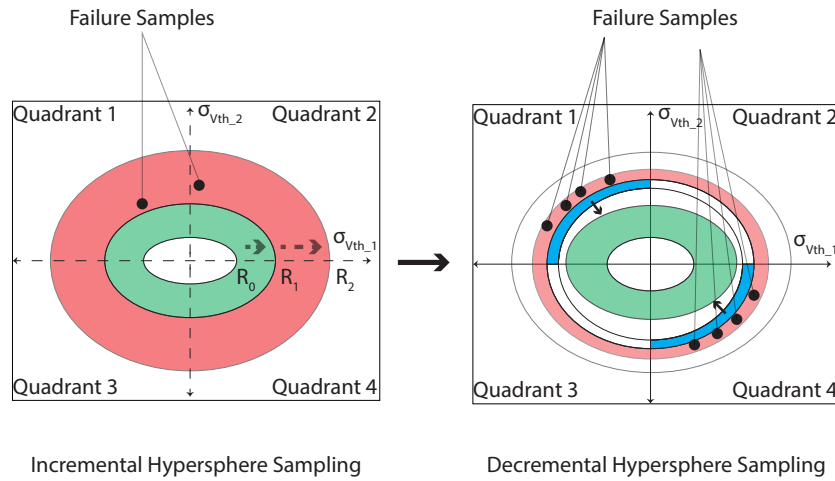 Failure Samples
Failure Samples
Quadrant 1
σVth_2
Quadrant 2
σVth_1
R0
R1
R2
Quadrant 3
Quadrant 4
Quadrant 1
σVth_2
Quadrant 2
σVth_1
Quadrant 3
Quadrant 4
Incremental Hypersphere Sampling
Decremental Hypersphere Sampling